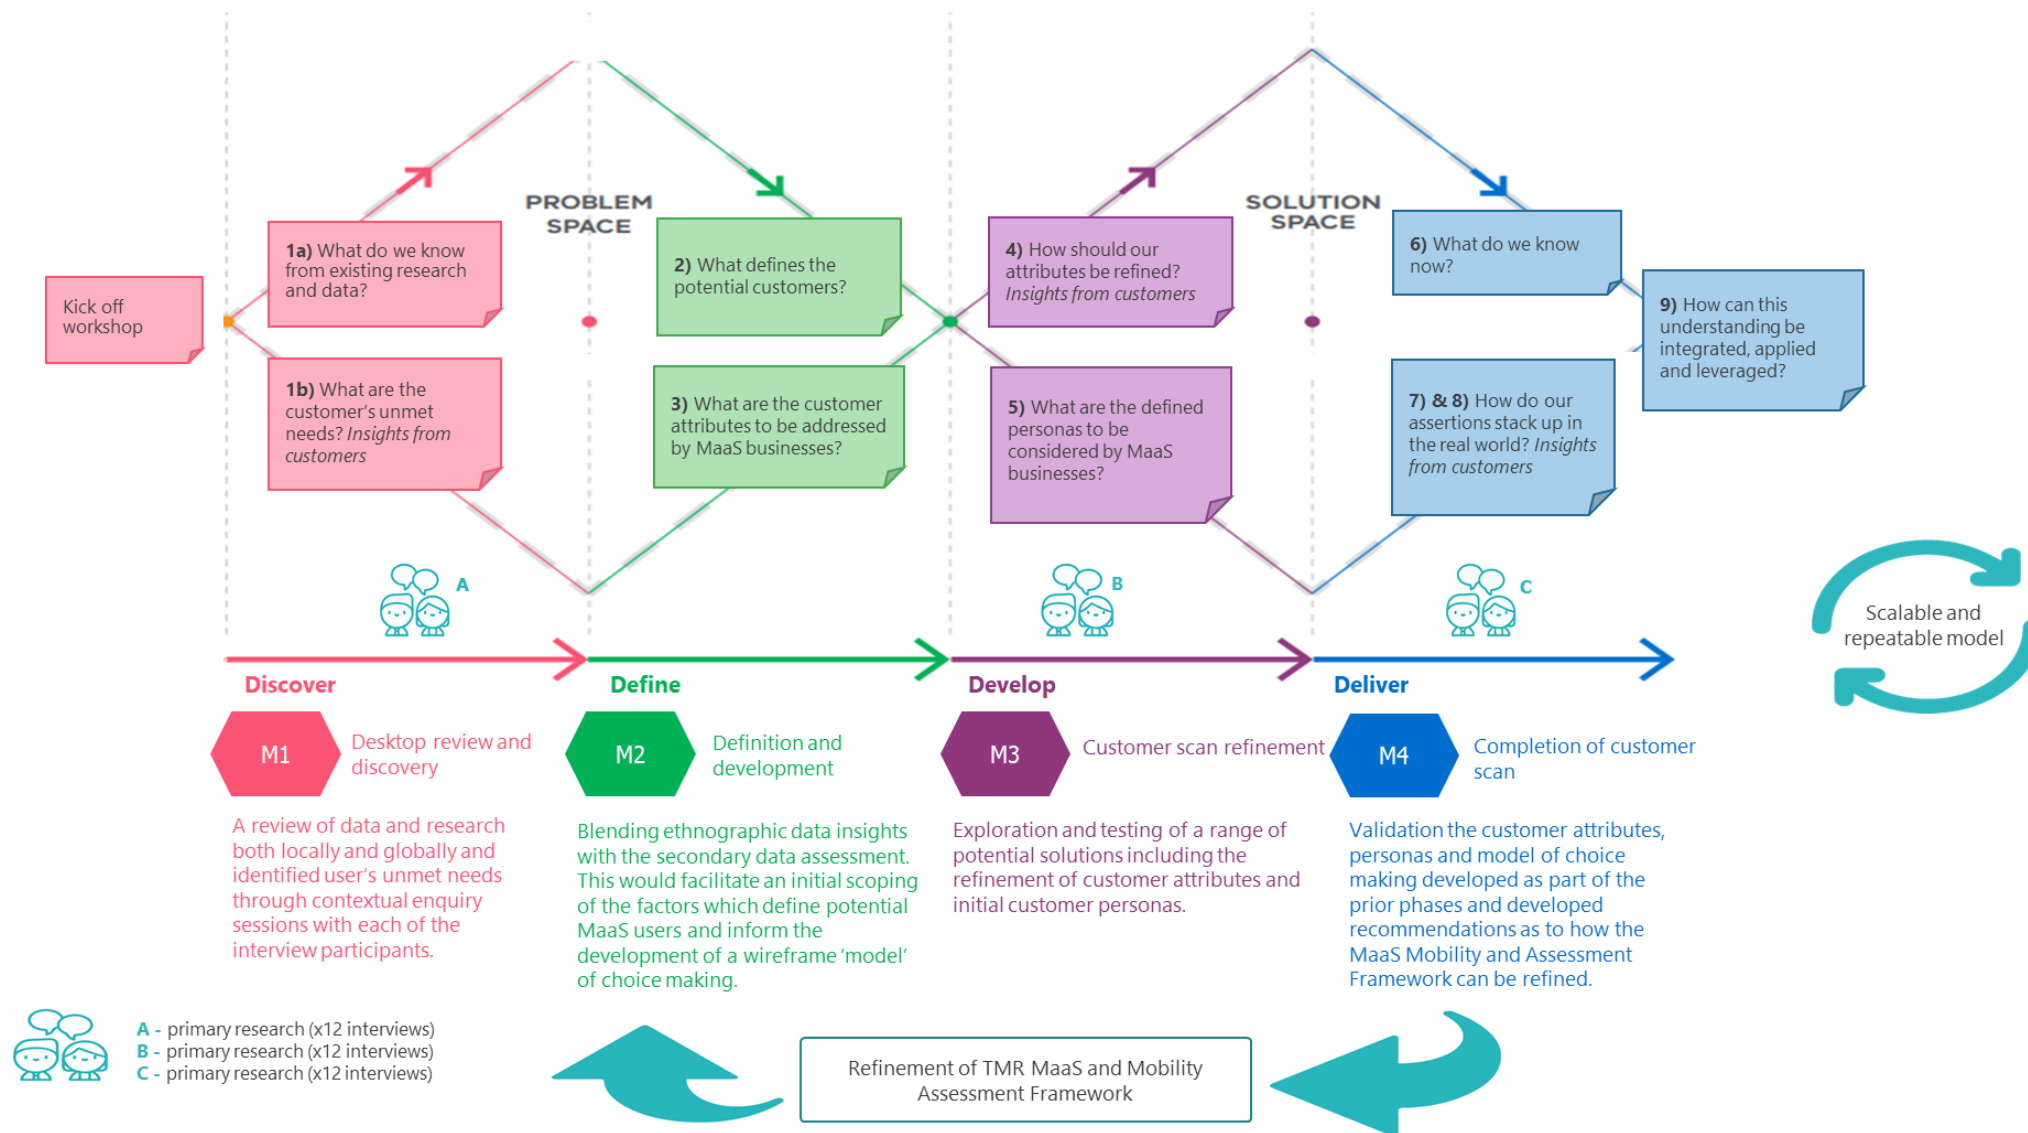 PROBLEM
SPACE
SOLUTION
SPACE
Kick off
workshop
1a) What do we know
from existing research
and data?
1b) What are the
customer's unmet
needs? Insights from
customers
2) What defines the
potential customers?
3) What are the customer
attributes to be addressed
by MaaS businesses?
4) How should our
attributes be refined?
Insights from customers
5) What are the defined
personas to be
considered by MaaS
businesses?
6) What do we know
now?
7) & 8) How do our
assertions stack up in
the real world? Insights
from customers
9) How can this
understanding be
integrated, applied
and leveraged?
A
B
C
Scalable and
repeatable model
Discover
Define
Develop
Deliver
M1
Desktop review and
discovery
M2
Definition and
development
M3
Customer scan refinement
M4
Completion of customer
scan
A review of data and research
both locally and globally and
identified user's unmet needs
through contextual enquiry
sessions with each of the
interview participants.
Blending ethnographic data insights
with the secondary data assessment.
This would facilitate an initial scoping
of the factors which define potential
MaaS users and inform the
development of a wireframe ‘model’
of choice making.
Exploration and testing of a range of
potential solutions including the
refinement of customer attributes and
initial customer personas.
Validation the customer attributes,
personas and model of choice
making developed as part of the
prior phases and developed
recommendations as to how the
MaaS Mobility and Assessment
Framework can be refined.
A - primary research (x12 interviews)
B - primary research (x12 interviews)
C - primary research (x12 interviews)
Refinement of TMR MaaS and Mobility
Assessment Framework